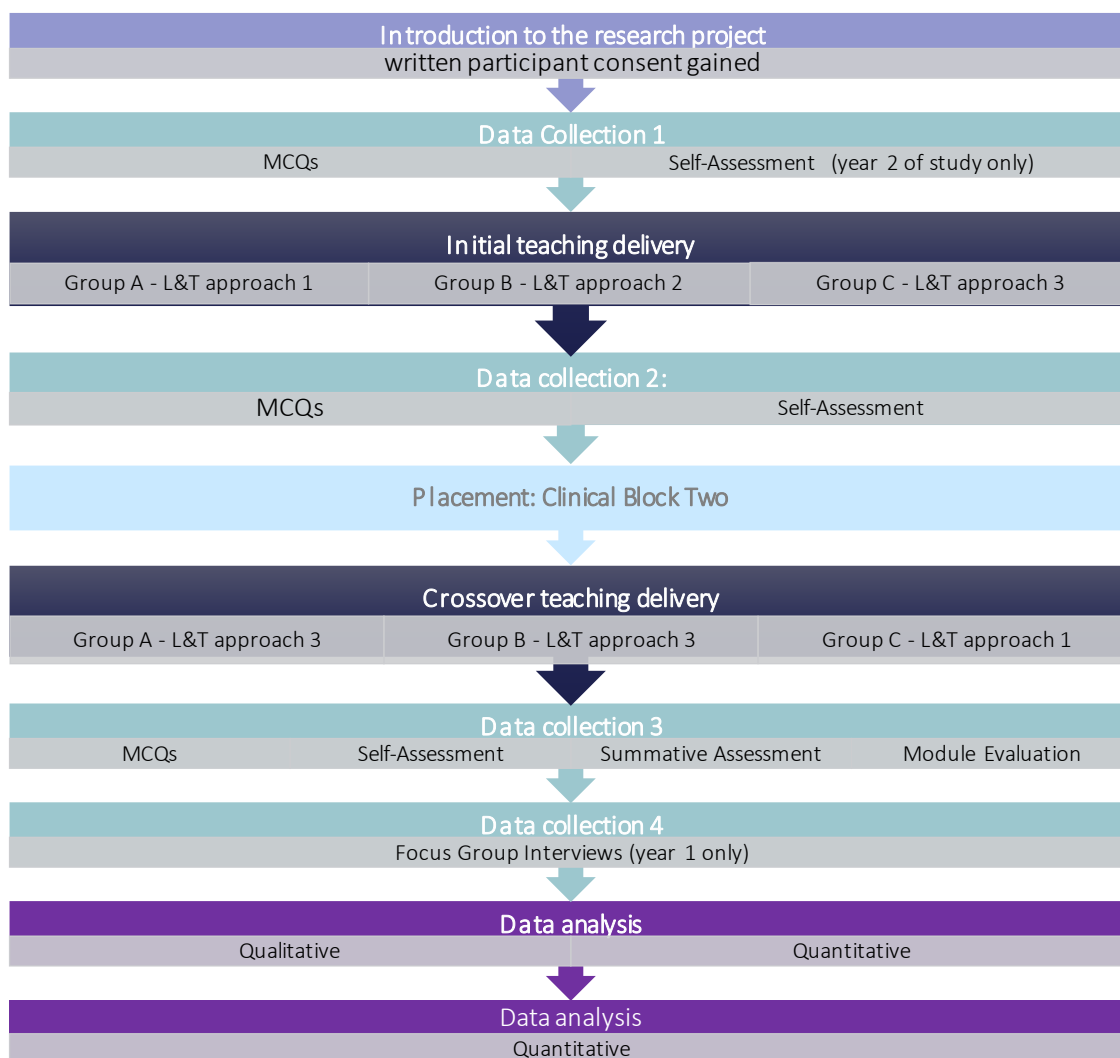 Introduction to the research project
written participant consent gained
Data Collection 1
MCQs Self-Assessment (year 2 of study only)
Initial teaching delivery
Group A - L&T approach 1 Group B - L&T approach 2 Group C - L&T approach 3
Data collection 2:
MCQs Self-Assessment
Placement: Clinical Block Two
Crossover teaching delivery
Group A - L&T approach 3 Group B - L&T approach 3 Group C - L&T approach 1
Data collection 3
MCQs Self-Assessment Summative Assessment Module Evaluation
Data collection 4
Focus Group Interviews (year 1 only)
Data analysis
Qualitative Quantitative
Data analysis
Quantitative